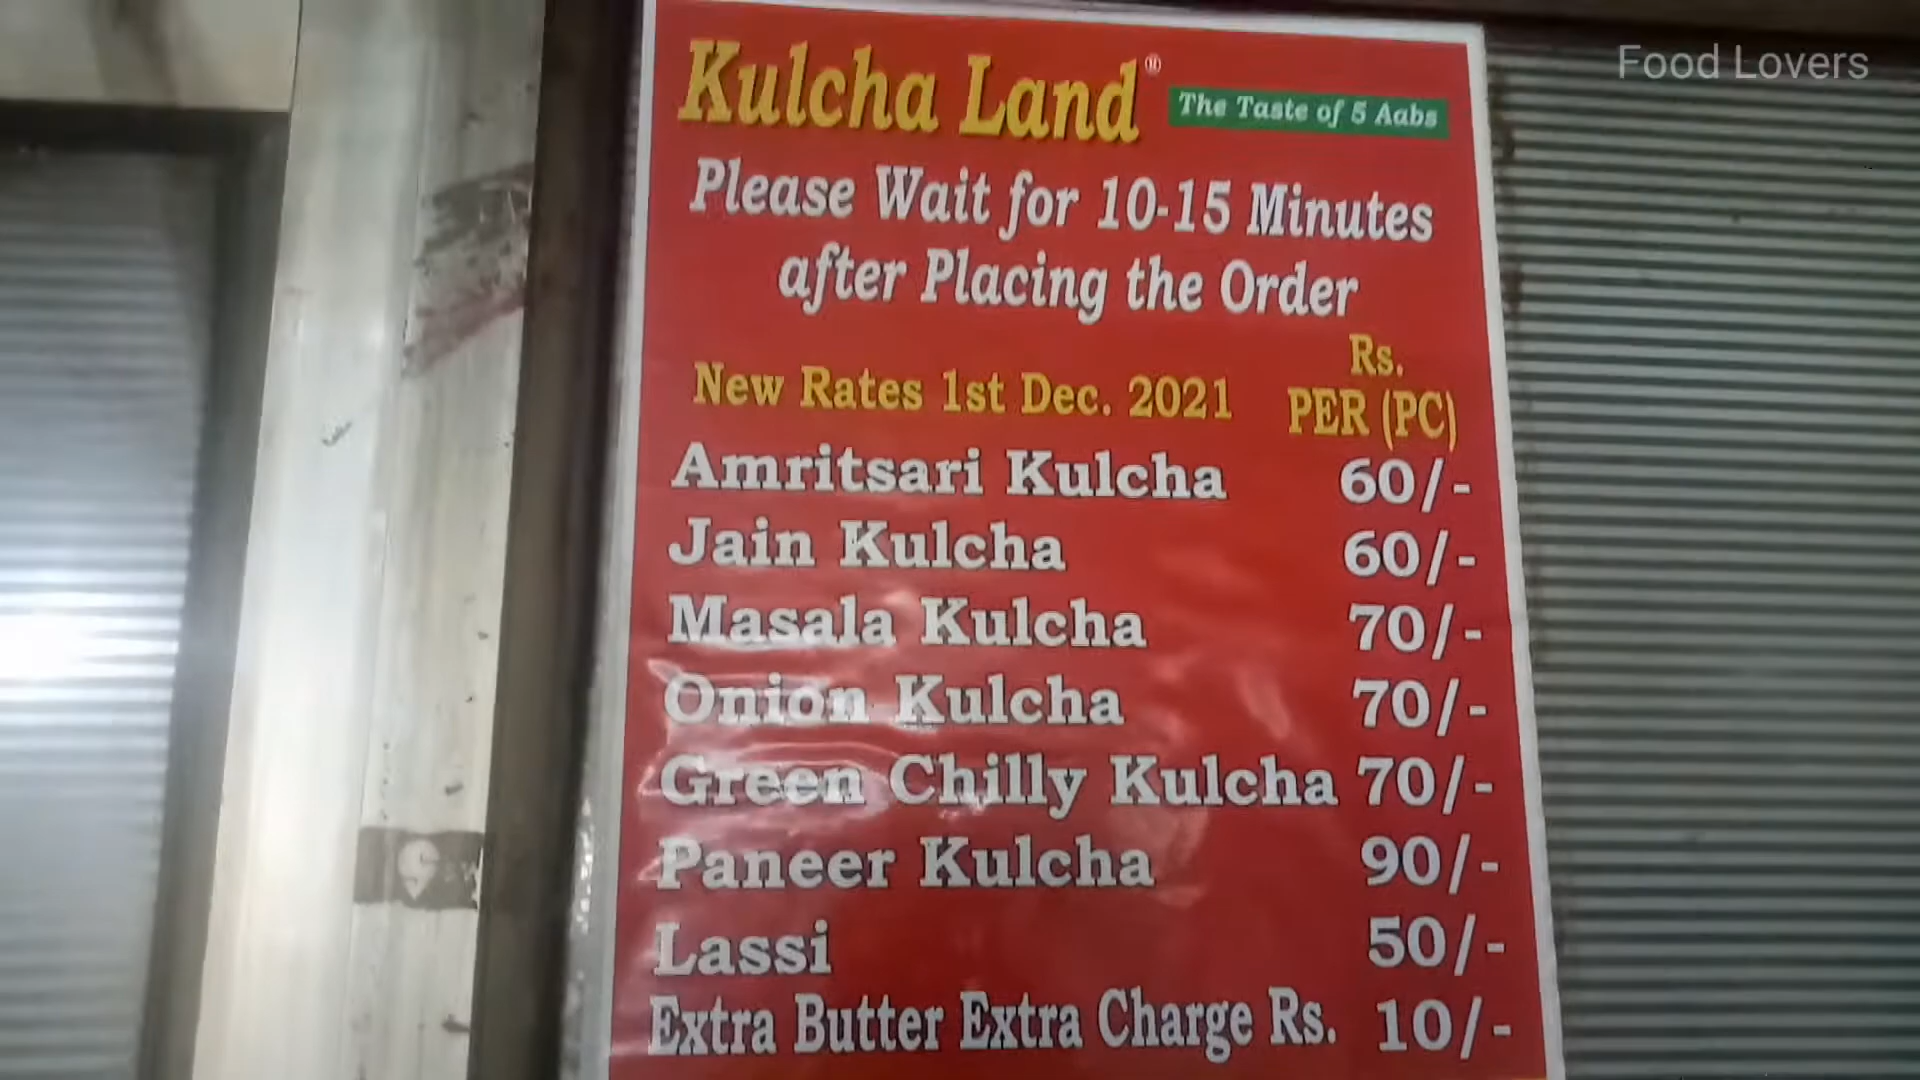 Food Lovers
Kulcha Land® The Taste of 5 Aabs
Please Wait for 10-15 Minutes
after Placing the Order
New Rates 1st Dec. 2021 Rs. PER (PC)
Amritsari Kulcha 60/-
Jain Kulcha 60/-
Masala Kulcha 70/-
Onion Kulcha 70/-
Green Chilly Kulcha 70/-
Paneer Kulcha 90/-
Lassi 50/-
Extra Butter Extra Charge Rs. 10/-